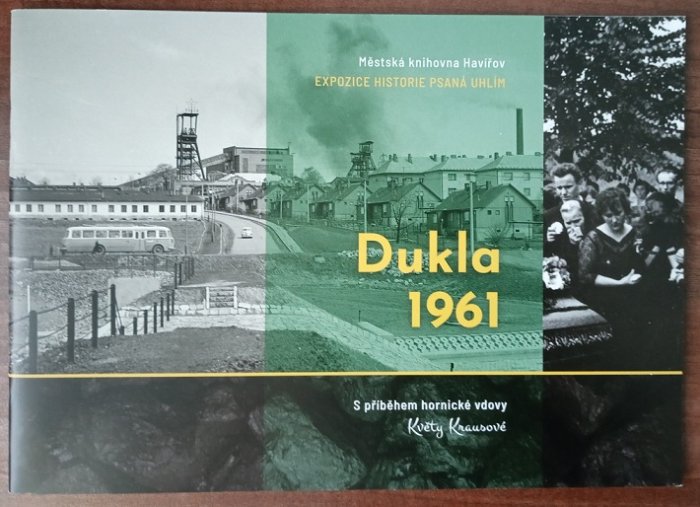 Městská knihovna Havířov
EXPOZICE HISTORIE PSANÁ UHLÍM
Dukla
1961
S příběhem hornické vdovy
Květy Krausové